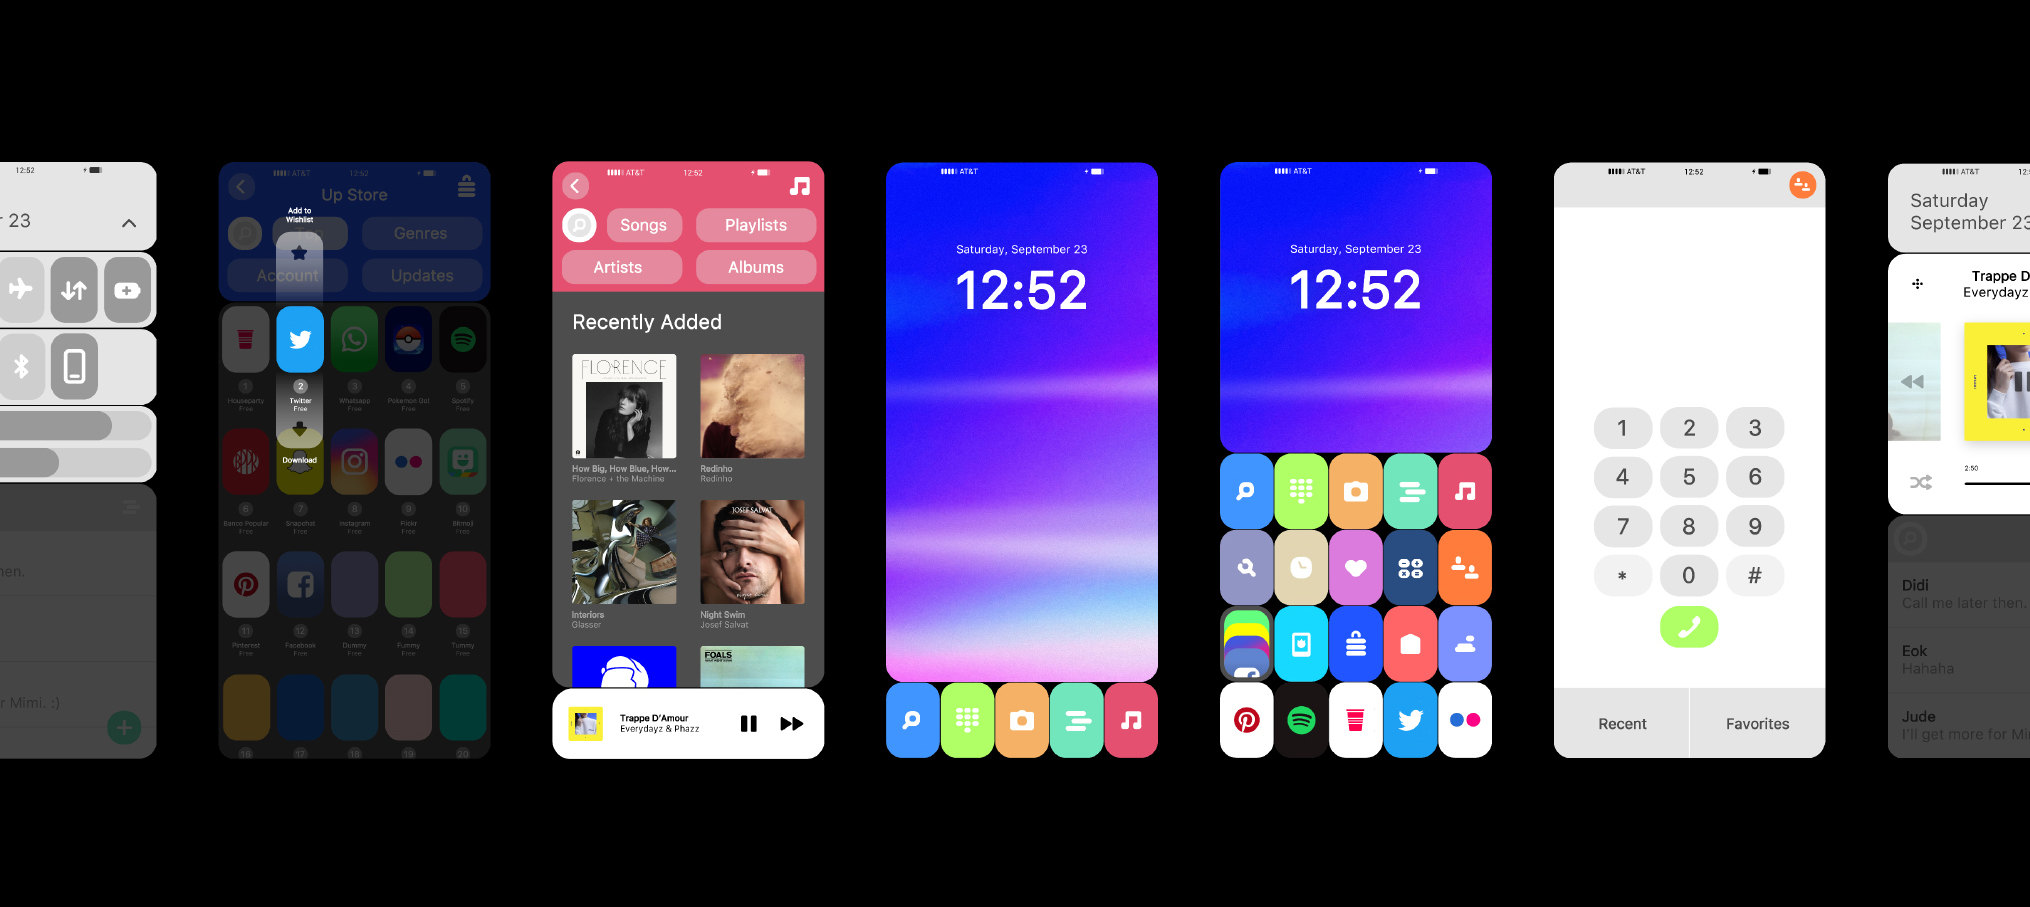 12:52
r 23
hen.
r Mimi. :)
AT&T 12:52
Up Store
Add to
Wishlist
Top Genres
Account Updates
1 2 3 4 5
Houseparty Twitter Whatsapp Pokemon Go! Spotify
Free Free Free Free Free
Download
6 7 8 9 10
Banco Popular Snapchat Instagram Flickr Bitmoji
Free Free Free Free Free
11 12 13 14 15
Pinterest Facebook Dummy Fummy Tummy
Free Free Free Free Free
16 17 18 19 20
AT&T 12:52
Songs Playlists
Artists Albums
Recently Added
FLORENCE
How Big, How Blue, How... Redinho
Florence + the Machine Redinho
JOSEF SALVAT
night swim
Interiors Night Swim
Glasser Josef Salvat
FOALS
Trappe D'Amour
Everydayz & Phazz
AT&T
Saturday, September 23
12:52
AT&T
Saturday, September 23
12:52
AT&T 12:52
1 2 3
4 5 6
7 8 9
* 0 #
Recent Favorites
AT&T 12:5
Saturday
September 23
Trappe D
Everydayz
2:50
Didi
Call me later then.
Eok
Hahaha
Jude
I'll get more for Mi